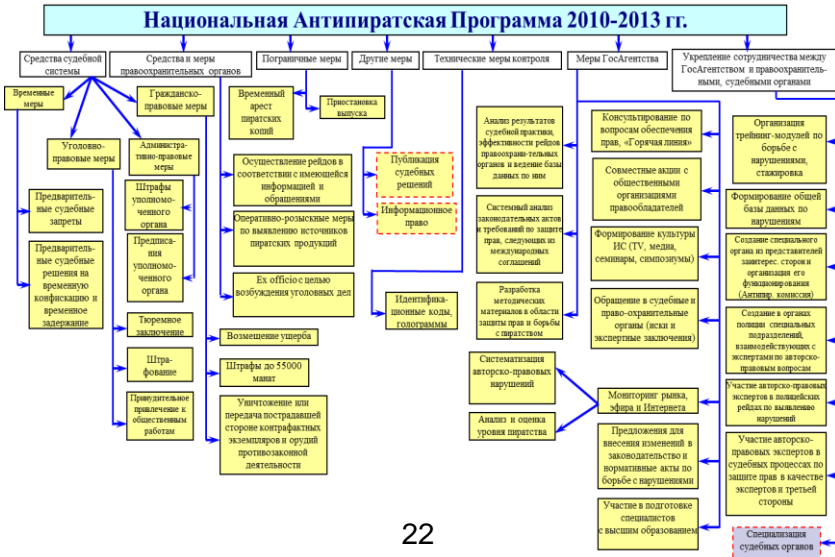 Национальная Антипиратская Программа 2010-2013 гг.
Средства судебной
системы
Средства и меры
правоохранительных органов
Пограничные меры
Другие меры
Технические меры контроля
Меры ГосАгентства
Укрепление сотрудничества между
ГосАгентством и правоохранитель-
ными, судебными органами
Временные
меры
Гражданско-
правовые меры
Уголовно-
правовые меры
Администра-
тивно-правовые
меры
Предваритель-
ные судебные
запреты
Предваритель-
ные судебные
решения на
временную
конфискацию и
временное
задержание
Штрафы
уполномо-
ченного
органа
Предписа-
ния
уполномо-
ченного
органа
Тюремное
заключение
Штра-
фование
Принудительное
привлечение к
общественным
работам
Временный
арест
пиратских
копий
Приостановка
выпуска
Осуществление рейдов в
соответствии с имеющейся
информацией и
обращениями
Оперативно-розыскные меры
по выявлению источников
пиратских продукций
Ex officio с целью
возбуждения уголовных дел
Возмещение ущерба
Штрафы до 55000
манат
Уничтожение или
передача пострадавшей
стороне контрафактных
экземпляров и орудий
противозаконной
деятельности
Публикация
судебных
решений
Информационное
право
Идентифика-
ционные коды,
голограммы
Анализ результатов
судебной практики,
эффективности рейдов
правоохрани-тельных
органов и ведение базы
данных по ним
Системный анализ
законодательных актов
и требований по защите
прав, следующих из
международных
соглашений
Разработка
методических
материалов в области
защиты прав и борьбы
с пиратством
Систематизация
авторско-правовых
нарушений
Анализ и оценка
уровня пиратства
Консультирование по
вопросам обеспечения
прав, «Горячая линия»
Совместные акции с
общественными
организациями
правообладателей
Формирование культуры
ИС (TV, медиа,
семинары, симпозиумы)
Обращение в судебные и
право-охранительные
органы (иски и
экспертные заключения)
Мониторинг рынка,
эфира и Интернета
Предложения для
внесения изменений в
законодательство и
нормативные акты по
борьбе с нарушениями
Участие в подготовке
специалистов
с высшим образованием
Организация
трейнинг-модулей по
борьбе с
нарушениями,
стажировка
Формирование общей
базы данных по
нарушениям
Создание специального
органа из представителей
заинтерес. сторон и
организация его
функционирования
(Антипир. комиссия)
Создание в органах
полиции специальных
подразделений,
взаимодействующих с
экспертами по авторско-
правовым вопросам
Участие авторско-правовых
экспертов в полицейских
рейдах по выявлению
нарушений
Участие авторско-
правовых экспертов в
судебных процессах по
защите прав в качестве
экспертов и третьей
стороны
Специализация
судебных органов
22